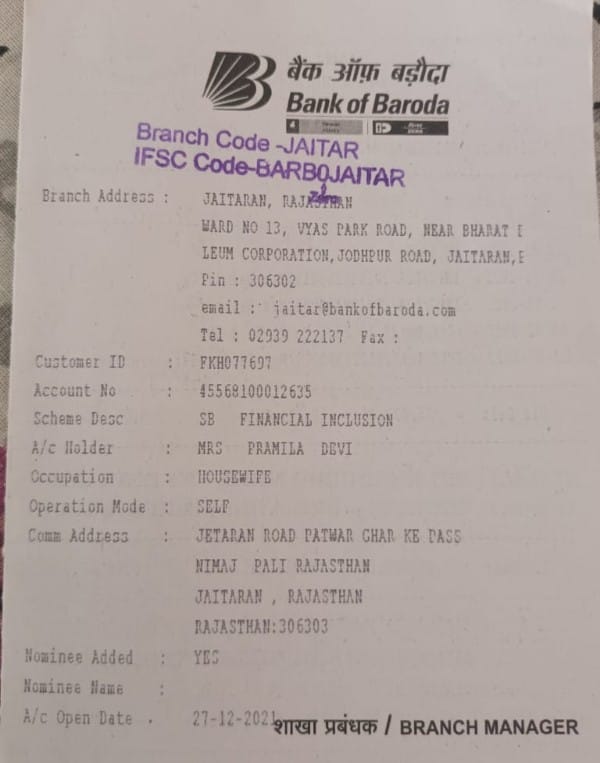 बैंक ऑफ़ बड़ौदा
Bank of Baroda
Branch Code -JAITAR
IFSC Code-BARB0JAITAR
Zero
Branch Address : JAITARAN, RAJASTHAN
WARD NO 13, VYAS PARK ROAD, NEAR BHARAT
LEUM CORPORATION,JODHPUR ROAD, JAITARAN,
Pin : 306302
email : jaitar@bankofbaroda.com
Tel : 02939 222137 Fax :
Customer ID : FKH077697
Account No : 45568100012635
Scheme Desc : SB FINANCIAL INCLUSION
A/c Holder : MRS PRAMILA DEVI
Occupation : HOUSEWIFE
Operation Mode : SELF
Comm Address : JETARAN ROAD PATWAR GHAR KE PASS
NIMAJ PALI RAJASTHAN
JAITARAN , RAJASTHAN
RAJASTHAN:306303
Nominee Added : YES
Nominee Name :
A/c Open Date . 27-12-2021
शाखा प्रबंधक / BRANCH MANAGER